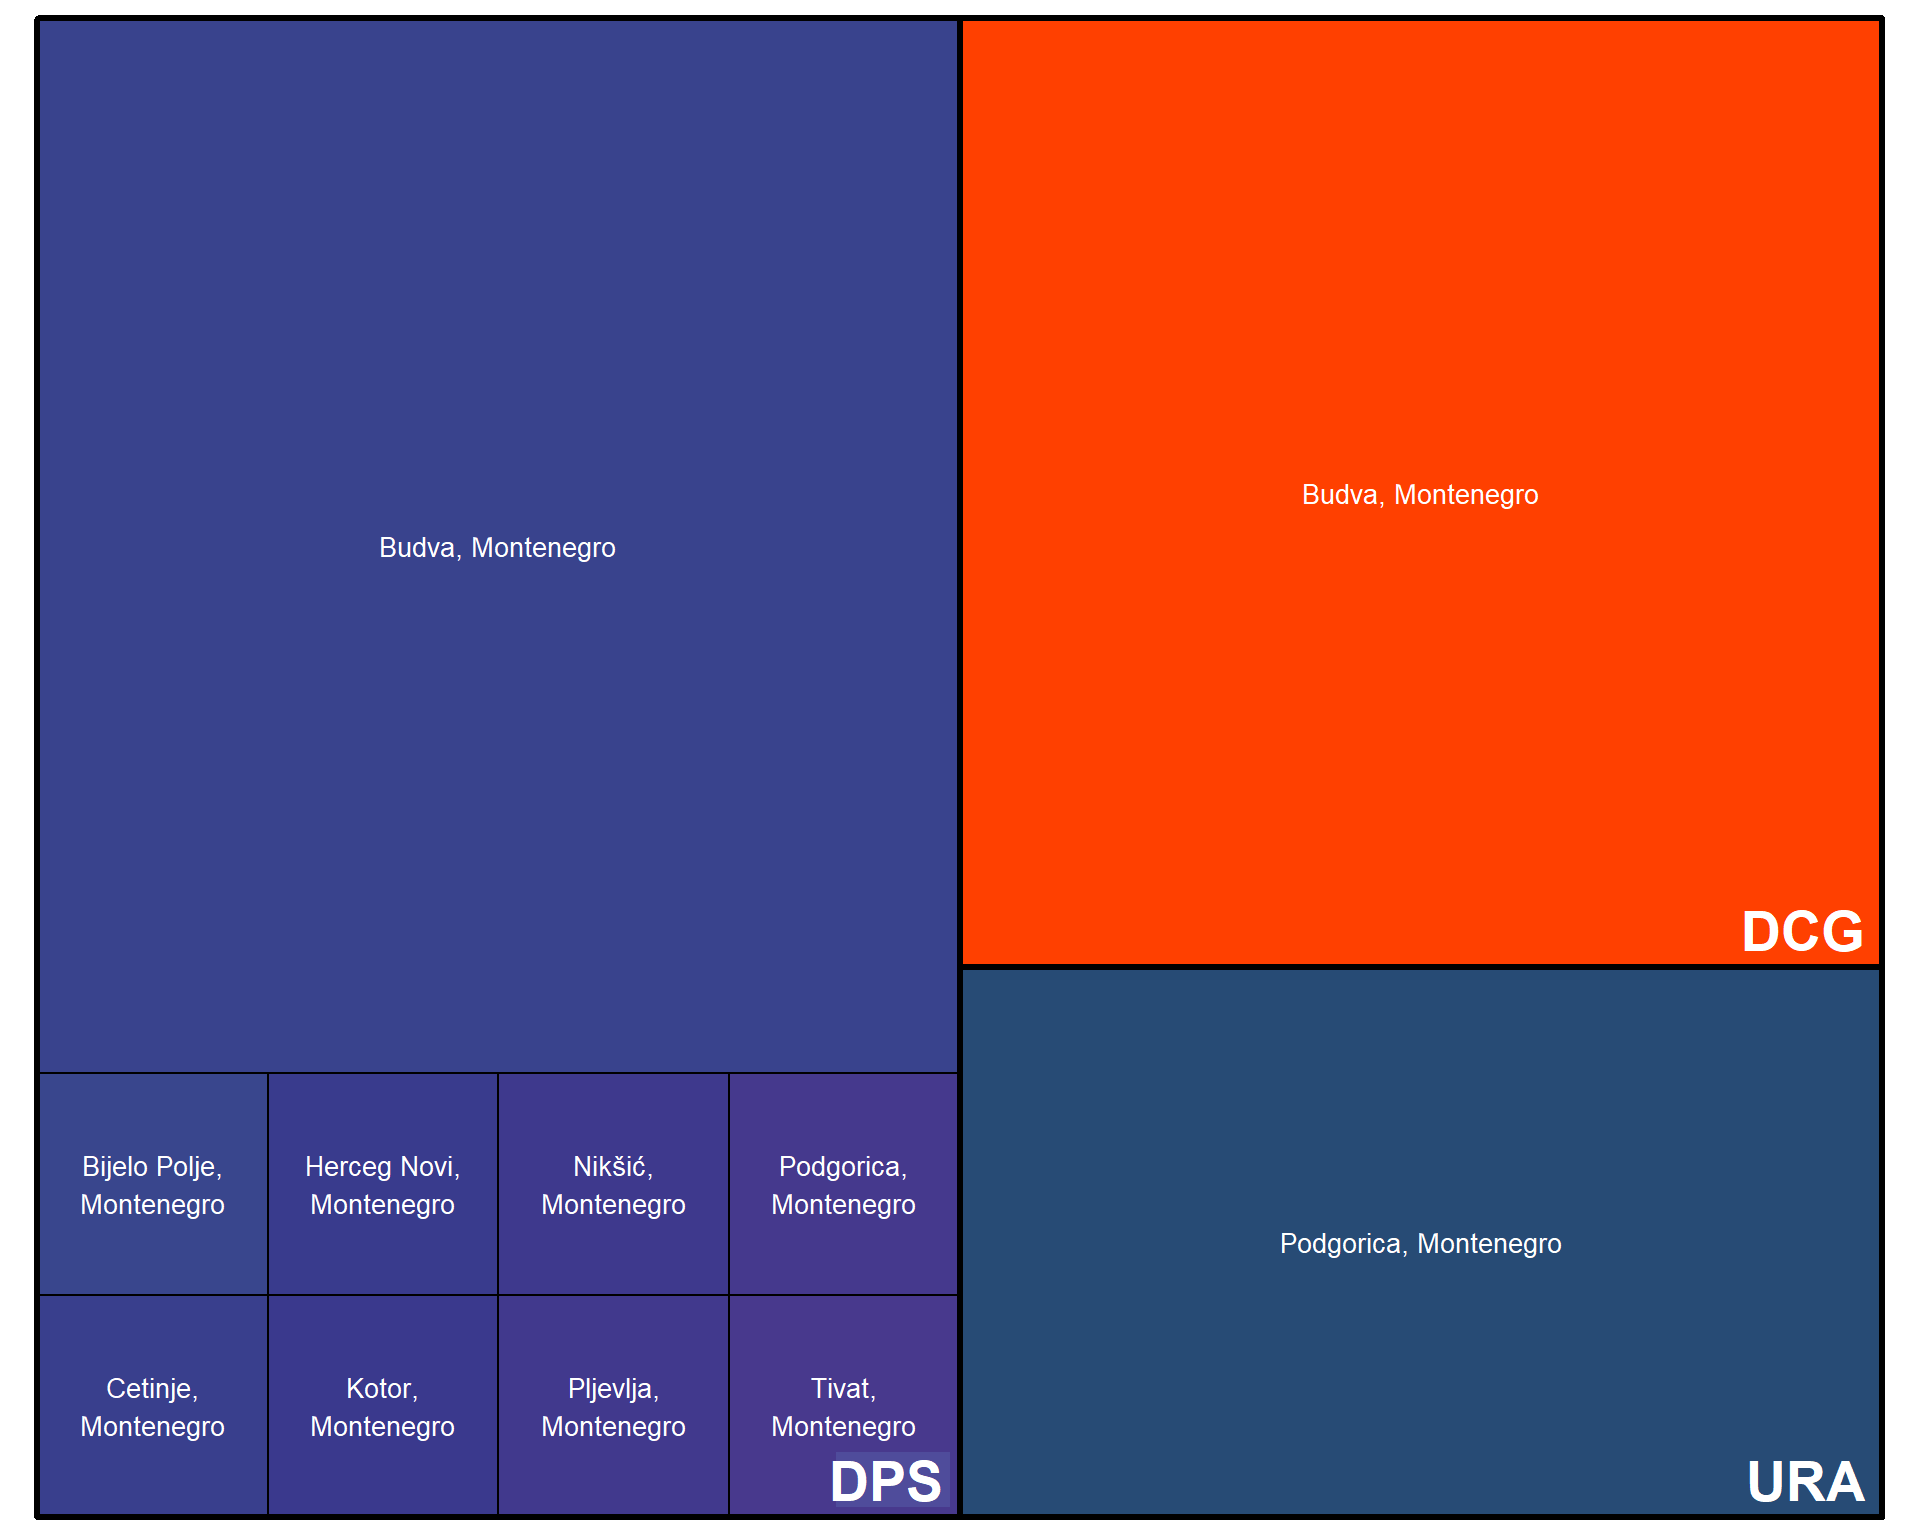 Budva, Montenegro
Bijelo Polje,
Montenegro
Herceg Novi,
Montenegro
Nikšić,
Montenegro
Podgorica,
Montenegro
Cetinje,
Montenegro
Kotor,
Montenegro
Pljevlja,
Montenegro
Tivat,
Montenegro
DPS
Budva, Montenegro
DCG
Podgorica, Montenegro
URA